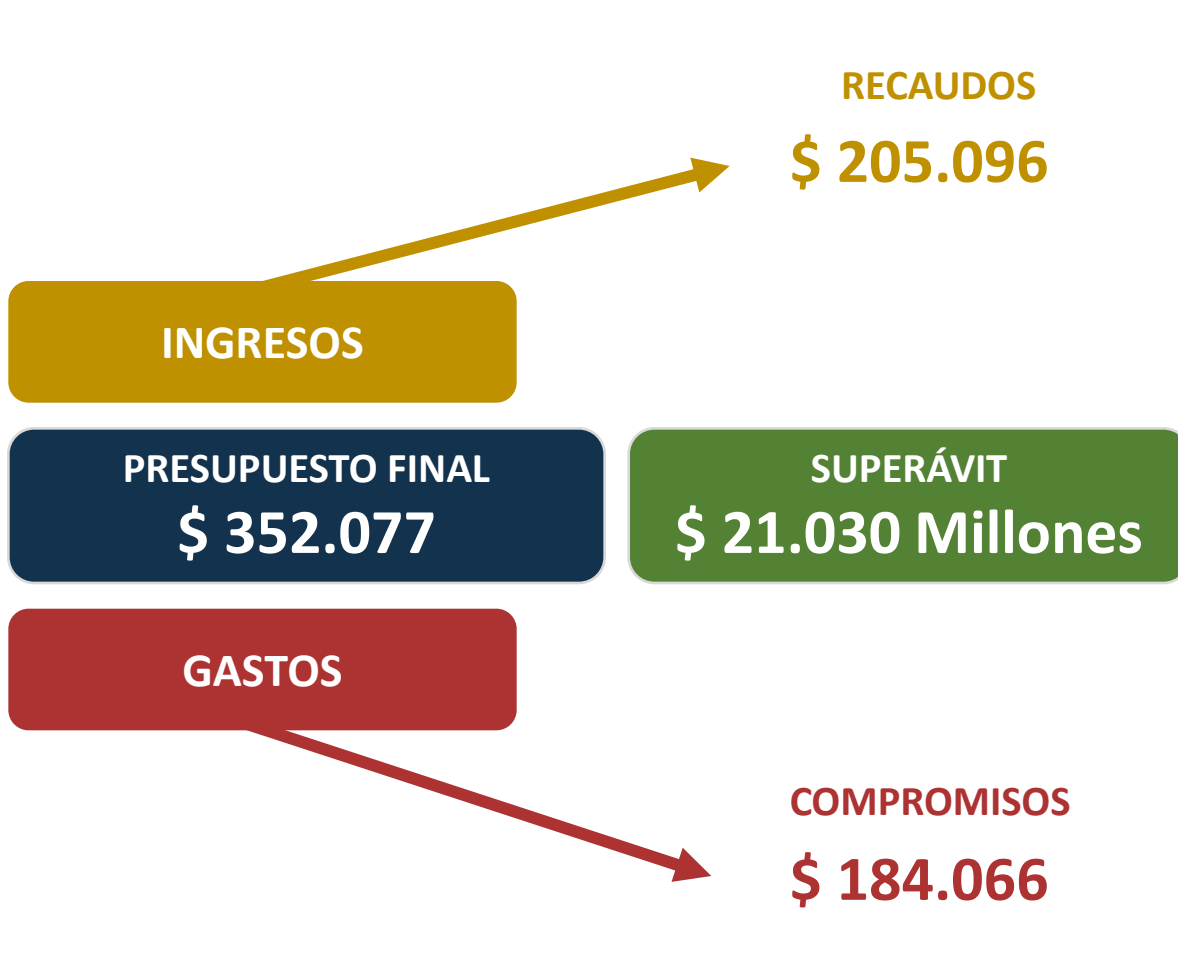 RECAUDOS
$ 205.096
INGRESOS
PRESUPUESTO FINAL
$ 352.077
SUPERÁVIT
$ 21.030 Millones
GASTOS
COMPROMISOS
$ 184.066